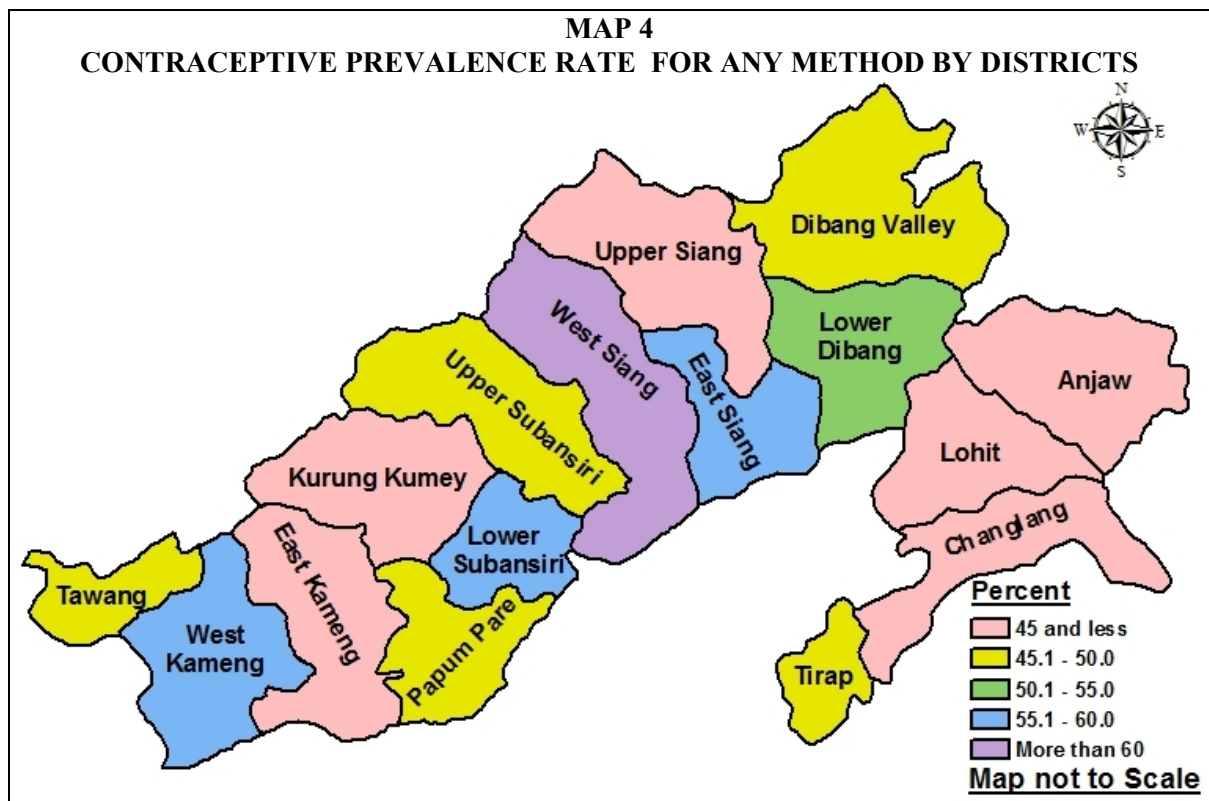 MAP 4
CONTRACEPTIVE PREVALENCE RATE FOR ANY METHOD BY DISTRICTS
N
W E
S
Dibang Valley
Upper Siang
West Siang
Lower
Dibang
East Siang
Anjaw
Upper Subansiri
Lohit
Kurung Kumey
Changlang
Lower
Subansiri
East Kameng
Tawang
West
Kameng
Papum Pare
Tirap
Percent
45 and less
45.1 - 50.0
50.1 - 55.0
55.1 - 60.0
More than 60
Map not to Scale